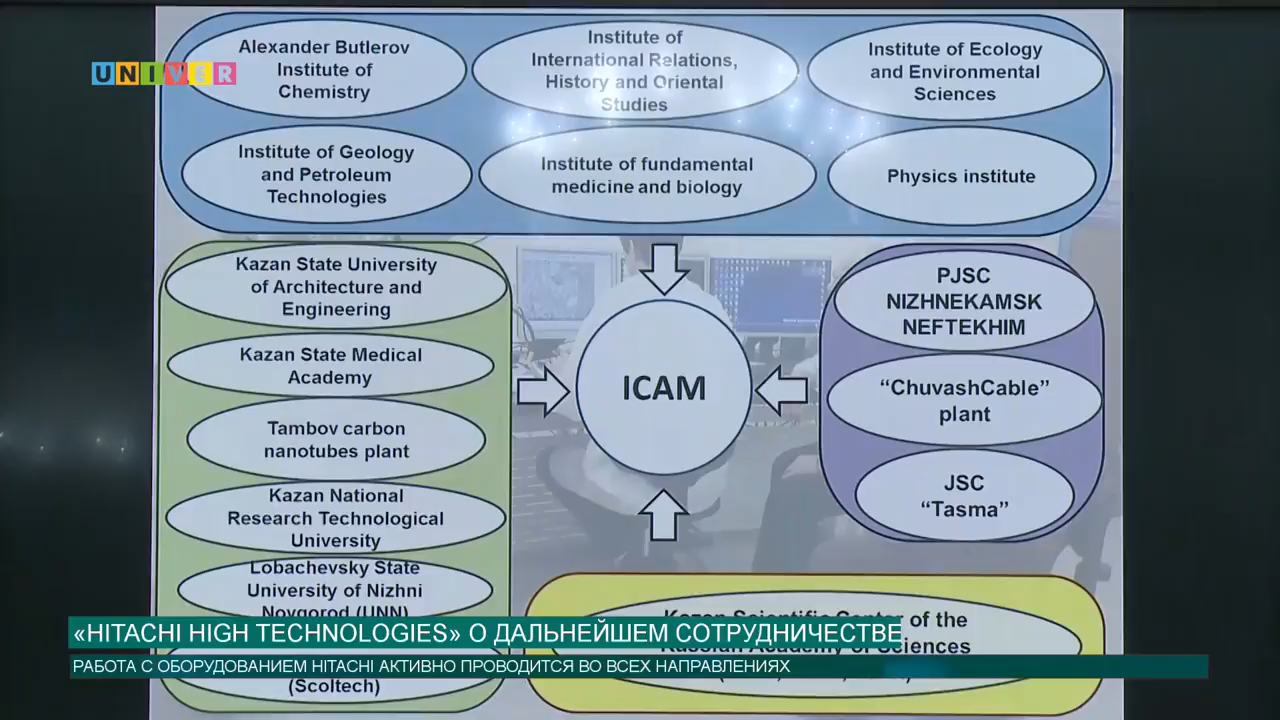 Alexander Butlerov
Institute of
Chemistry
Institute of
International Relations,
History and Oriental
Studies
Institute of Ecology
and Environmental
Sciences
UNIVER
Institute of Geology
and Petroleum
Technologies
Institute of fundamental
medicine and biology
Physics institute
Kazan State University
of Architecture and
Engineering
Kazan State Medical
Academy
Tambov carbon
nanotubes plant
Kazan National
Research Technological
University
Lobachevsky State
University of Nizhni
Novgorod (UNN)
(Scoltech)
ICAM
PJSC
NIZHNEKAMSK
NEFTEKHIM
“ChuvashCable”
plant
JSC
“Tasma”
Kazan Scientific Center of the
Russian Academy of Sciences
«HITACHI HIGH TECHNOLOGIES» О ДАЛЬНЕЙШЕМ СОТРУДНИЧЕСТВЕ
РАБОТА С ОБОРУДОВАНИЕМ HITACHI АКТИВНО ПРОВОДИТСЯ ВО ВСЕХ НАПРАВЛЕНИЯХ